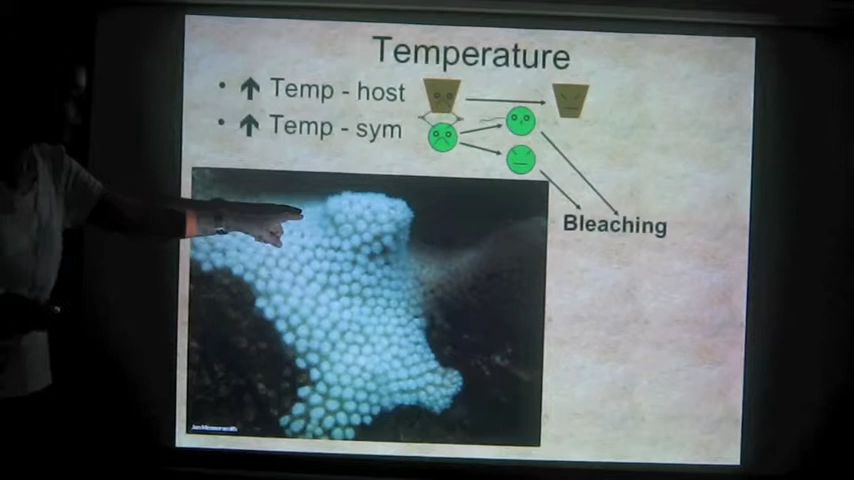 Temperature
• ↑ Temp - host
• ↑ Temp - sym
Bleaching